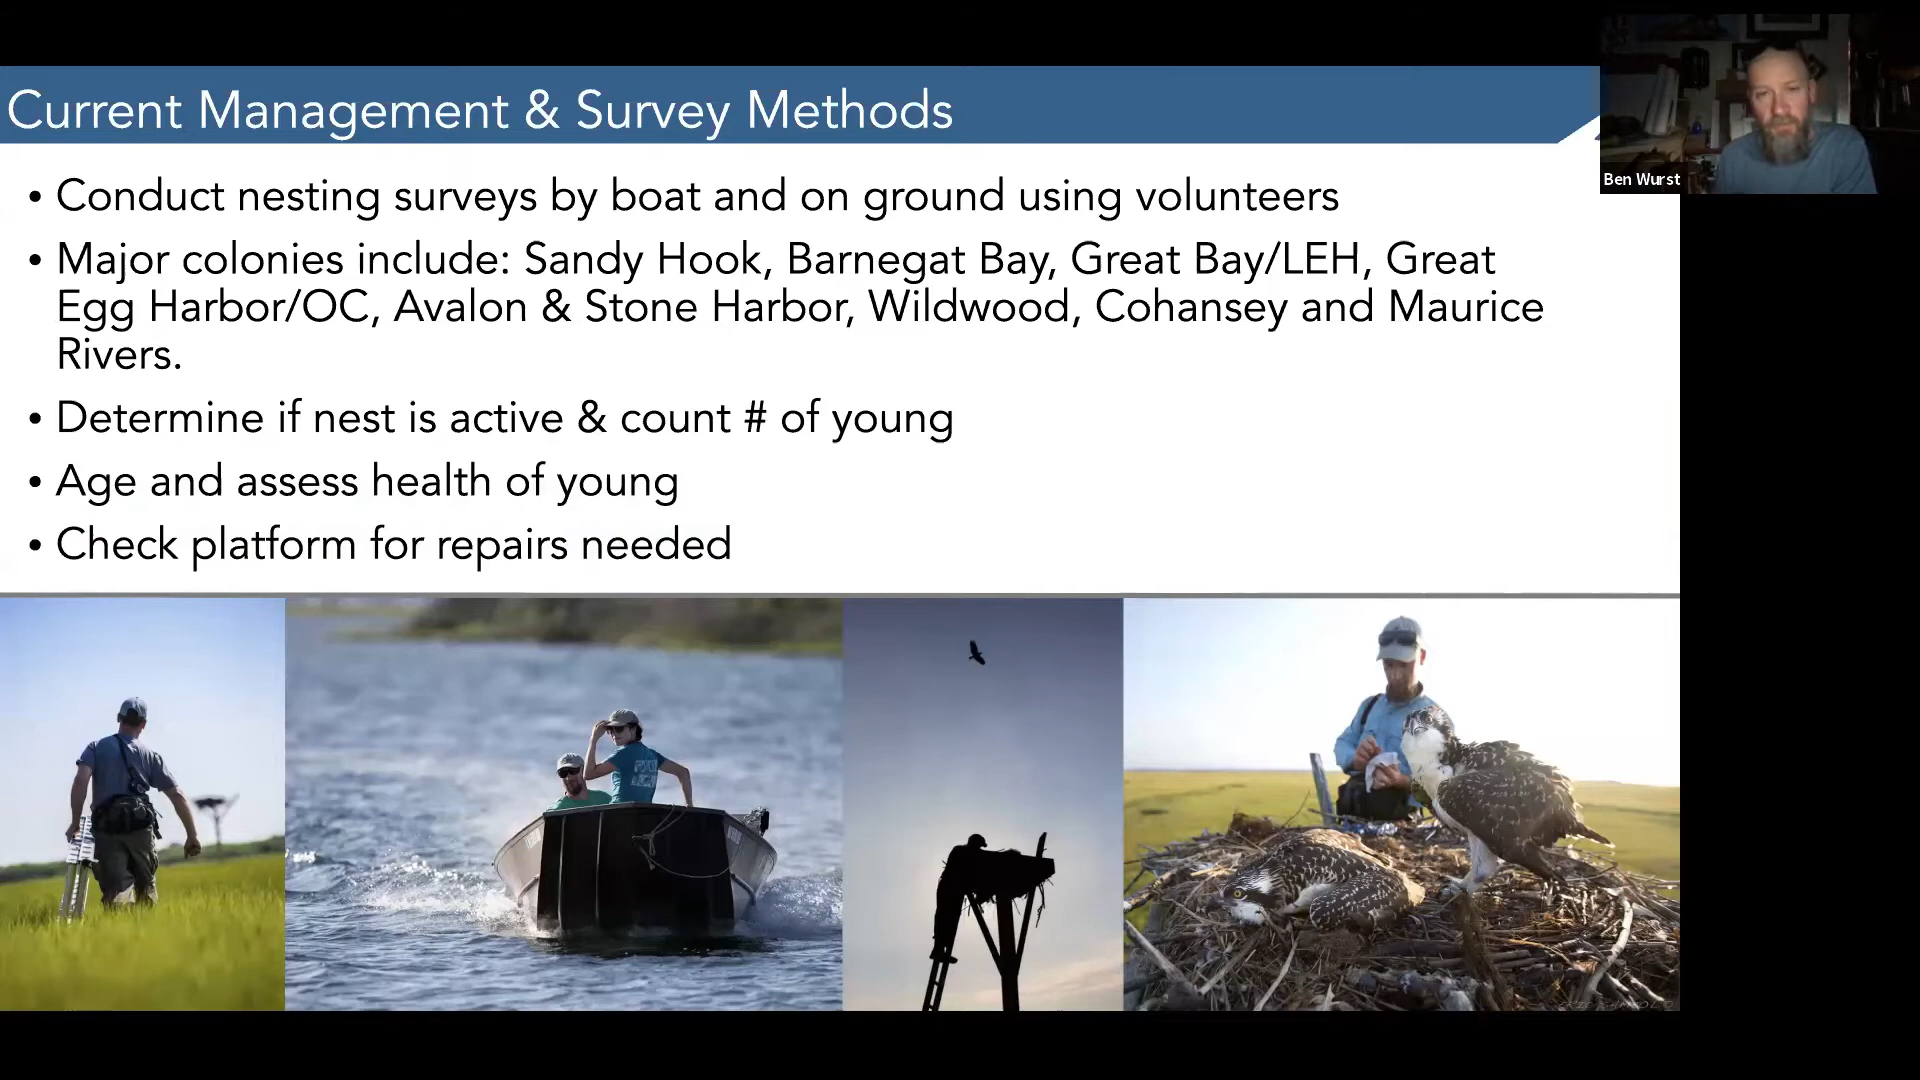 Current Management & Survey Methods
Ben Wurst
• Conduct nesting surveys by boat and on ground using volunteers
• Major colonies include: Sandy Hook, Barnegat Bay, Great Bay/LEH, Great
Egg Harbor/OC, Avalon & Stone Harbor, Wildwood, Cohansey and Maurice
Rivers.
• Determine if nest is active & count # of young
• Age and assess health of young
• Check platform for repairs needed